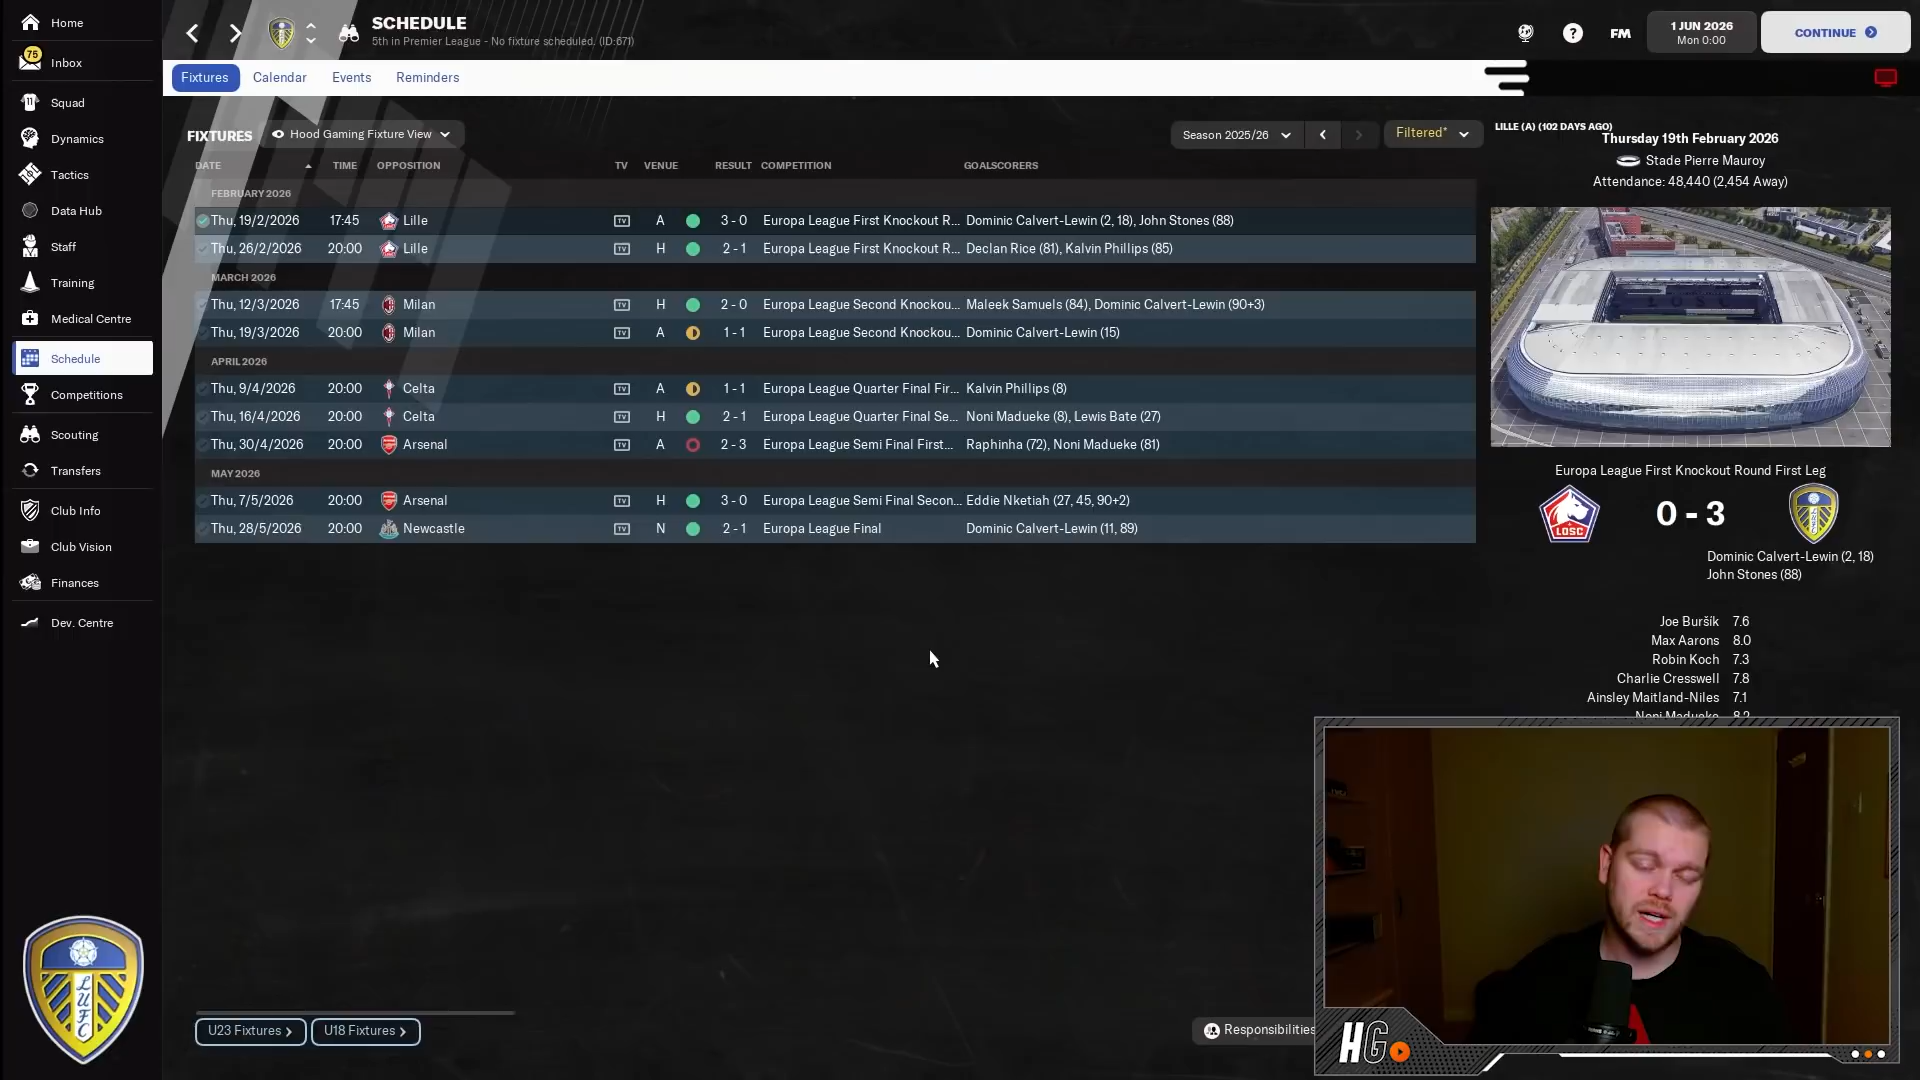 Home
75
Inbox
Squad
Dynamics
Tactics
Data Hub
Staff
Training
Medical Centre
Schedule
Competitions
Scouting
Transfers
Club Info
Club Vision
Finances
Dev. Centre
LUFC
SCHEDULE
5th in Premier League - No fixture scheduled. (ID:671)
FM
1 JUN 2026
Mon 0:00
CONTINUE
Fixtures Calendar Events Reminders
FIXTURES Hood Gaming Fixture View
Season 2025/26 Filtered*
DATE TIME OPPOSITION TV VENUE RESULT COMPETITION GOALSCORERS
FEBRUARY 2026
Thu, 19/2/2026 17:45 Lille TV A 3 - 0 Europa League First Knockout R... Dominic Calvert-Lewin (2, 18), John Stones (88)
Thu, 26/2/2026 20:00 Lille TV H 2 - 1 Europa League First Knockout R... Declan Rice (81), Kalvin Phillips (85)
MARCH 2026
Thu, 12/3/2026 17:45 Milan TV H 2 - 0 Europa League Second Knockou... Maleek Samuels (84), Dominic Calvert-Lewin (90+3)
Thu, 19/3/2026 20:00 Milan TV A 1 - 1 Europa League Second Knockou... Dominic Calvert-Lewin (15)
APRIL 2026
Thu, 9/4/2026 20:00 Celta TV A 1 - 1 Europa League Quarter Final Fir... Kalvin Phillips (8)
Thu, 16/4/2026 20:00 Celta TV H 2 - 1 Europa League Quarter Final Se... Noni Madueke (8), Lewis Bate (27)
Thu, 30/4/2026 20:00 Arsenal TV A 2 - 3 Europa League Semi Final First... Raphinha (72), Noni Madueke (81)
MAY 2026
Thu, 7/5/2026 20:00 Arsenal TV H 3 - 0 Europa League Semi Final Secon... Eddie Nketiah (27, 45, 90+2)
Thu, 28/5/2026 20:00 Newcastle TV N 2 - 1 Europa League Final Dominic Calvert-Lewin (11, 89)
U23 Fixtures
U18 Fixtures
Responsibilities
LILLE (A) (102 DAYS AGO)
Thursday 19th February 2026
Stade Pierre Mauroy
Attendance: 48,440 (2,454 Away)
Europa League First Knockout Round First Leg
LOSC
0 - 3
Dominic Calvert-Lewin (2, 18)
John Stones (88)
Joe Buršík 7.6
Max Aarons 8.0
Robin Koch 7.3
Charlie Cresswell 7.8
Ainsley Maitland-Niles 7.1
Noni Madueke 8.2
HG